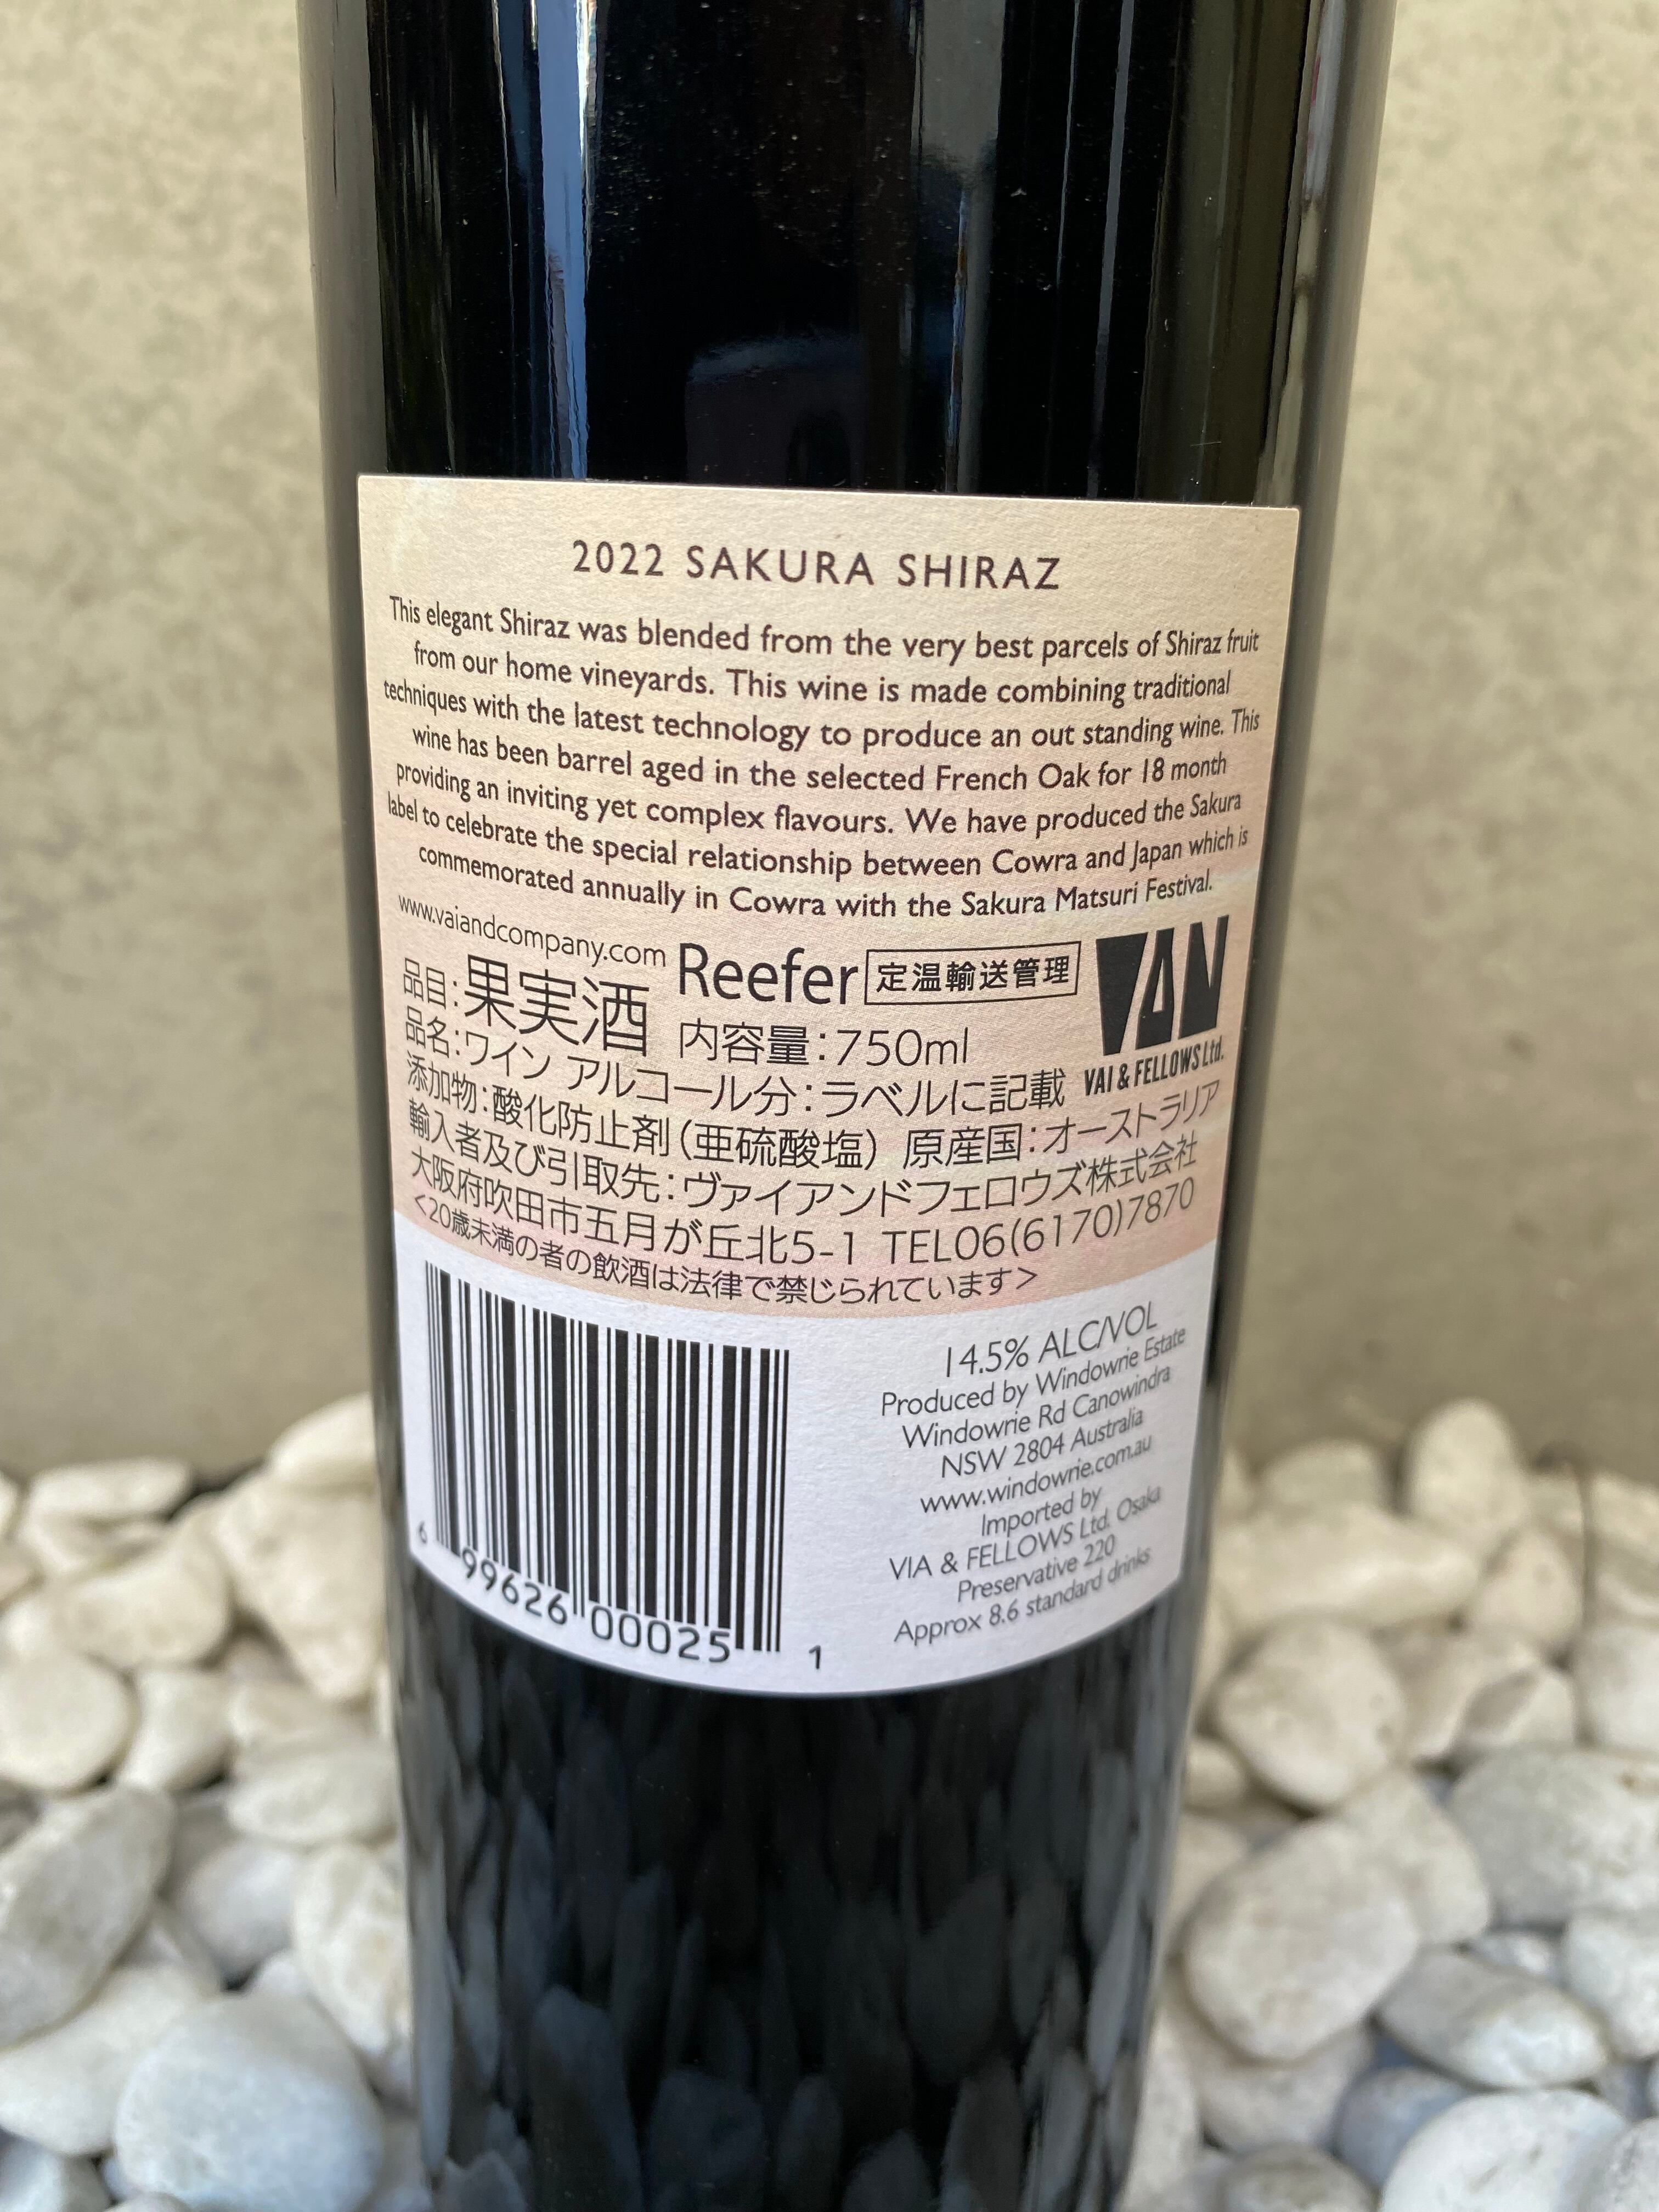 2022 SAKURA SHIRAZ
This elegant Shiraz was blended from the very best parcels of Shiraz fruit
from our home vineyards. This wine is made combining traditional
techniques with the latest technology to produce an out standing wine. This
wine has been barrel aged in the selected French Oak for 18 month
providing an inviting yet complex flavours. We have produced the Sakura
label to celebrate the special relationship between Cowra and Japan which is
commemorated annually in Cowra with the Sakura Matsuri Festival.
www.vaiandcompany.com Reefer 定温輸送管理 VAN
品目:果実酒 内容量:750ml
VAI & FELLOWS Ltd.
品名:ワイン アルコール分:ラベルに記載
添加物:酸化防止剤(亜硫酸塩) 原産国:オーストラリア
輸入者及び引取先:ヴァイアンドフェロウズ株式会社
大阪府吹田市五月が丘北5-1 TEL06(6170)7870
<20歳未満の者の飲酒は法律で禁じられています>
14.5% ALC/VOL
Produced by Windowrie Estate
Windowrie Rd Canowindra
NSW 2804 Australia
www.windowrie.com.au
Imported by
VIA & FELLOWS Ltd. Osaka
Preservative 220
Approx 8.6 standard drinks
6 99626 00025 1